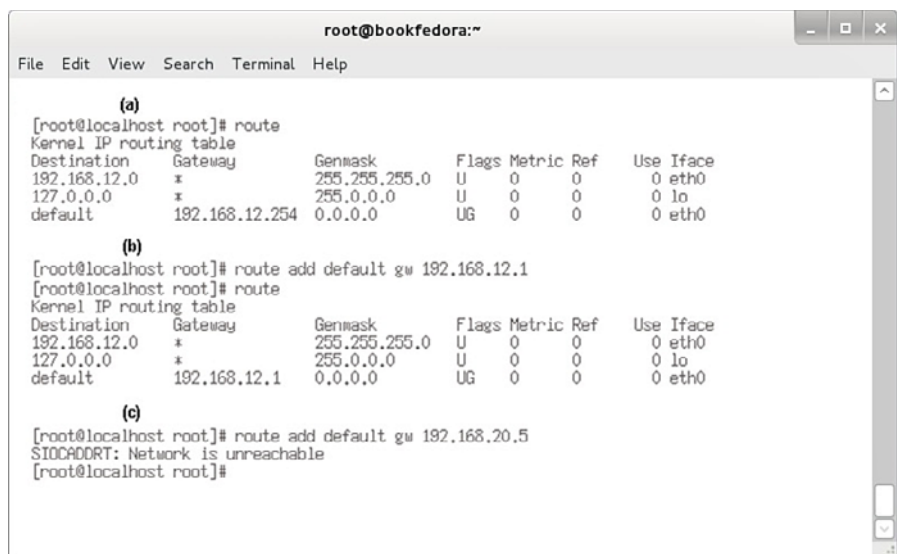 root@bookfedora:~
File Edit View Search Terminal Help
(a)
[root@localhost root]# route
Kernel IP routing table
Destination Gateway Genmask Flags Metric Ref Use Iface
192.168.12.0 * 255.255.255.0 U 0 0 0 eth0
127.0.0.0 * 255.0.0.0 U 0 0 0 lo
default 192.168.12.254 0.0.0.0 UG 0 0 0 eth0
(b)
[root@localhost root]# route add default gw 192.168.12.1
[root@localhost root]# route
Kernel IP routing table
Destination Gateway Genmask Flags Metric Ref Use Iface
192.168.12.0 * 255.255.255.0 U 0 0 0 eth0
127.0.0.0 * 255.0.0.0 U 0 0 0 lo
default 192.168.12.1 0.0.0.0 UG 0 0 0 eth0
(c)
[root@localhost root]# route add default gw 192.168.20.5
SIOCADDRT: Network is unreachable
[root@localhost root]#